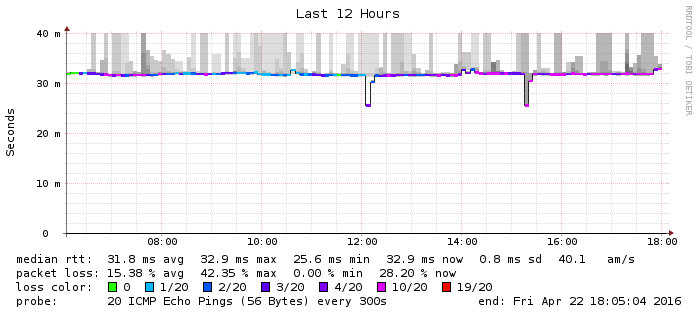 Last 12 Hours
RRDTOOL / TOBI OETIKER
40 m
30 m
20 m
10 m
0
Seconds
08:00 10:00 12:00 14:00 16:00 18:00
median rtt: 31.8 ms avg 32.9 ms max 25.6 ms min 32.9 ms now 0.8 ms sd 40.1 am/s
packet loss: 15.38 % avg 42.35 % max 0.00 % min 28.20 % now
loss color: 0 1/20 2/20 3/20 4/20 10/20 19/20
probe: 20 ICMP Echo Pings (56 Bytes) every 300s end: Fri Apr 22 18:05:04 2016